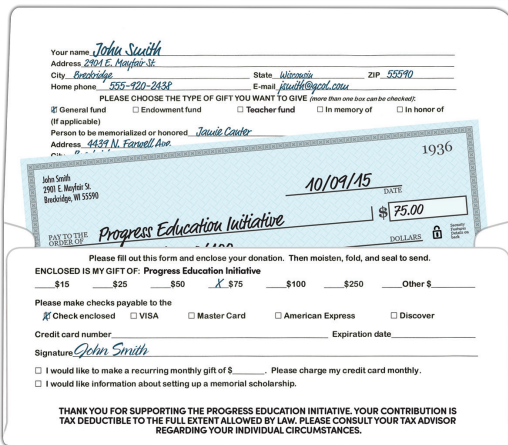 Your name John Smith
Address 2901 E. Mayfair St.
City Breckridge State Wisconsin ZIP 55590
Home phone 555-920-2438 E-mail jsmith@gcol.com
PLEASE CHOOSE THE TYPE OF GIFT YOU WANT TO GIVE (more than one box can be checked):
☒ General fund ☐ Endowment fund ☐ Teacher fund ☐ In memory of ☐ In honor of
(If applicable)
Person to be memorialized or honored Jamie Canter
Address 4439 N. Farwell Ave.
1936
John Smith
2901 E. Mayfair St.
Breckridge, WI 55590
10/09/15
DATE
PAY TO THE
ORDER OF Progress Education Initiative $ 75.00
DOLLARS
Please fill out this form and enclose your donation. Then moisten, fold, and seal to send.
ENCLOSED IS MY GIFT OF: Progress Education Initiative
$15 $25 $50 X $75 $100 $250 Other $
Please make checks payable to the
☒ Check enclosed ☐ VISA ☐ Master Card ☐ American Express ☐ Discover
Credit card number Expiration date
Signature John Smith
☐ I would like to make a recurring monthly gift of $______. Please charge my credit card monthly.
☐ I would like information about setting up a memorial scholarship.
THANK YOU FOR SUPPORTING THE PROGRESS EDUCATION INITIATIVE. YOUR CONTRIBUTION IS
TAX DEDUCTIBLE TO THE FULL EXTENT ALLOWED BY LAW. PLEASE CONSULT YOUR TAX ADVISOR
REGARDING YOUR INDIVIDUAL CIRCUMSTANCES.